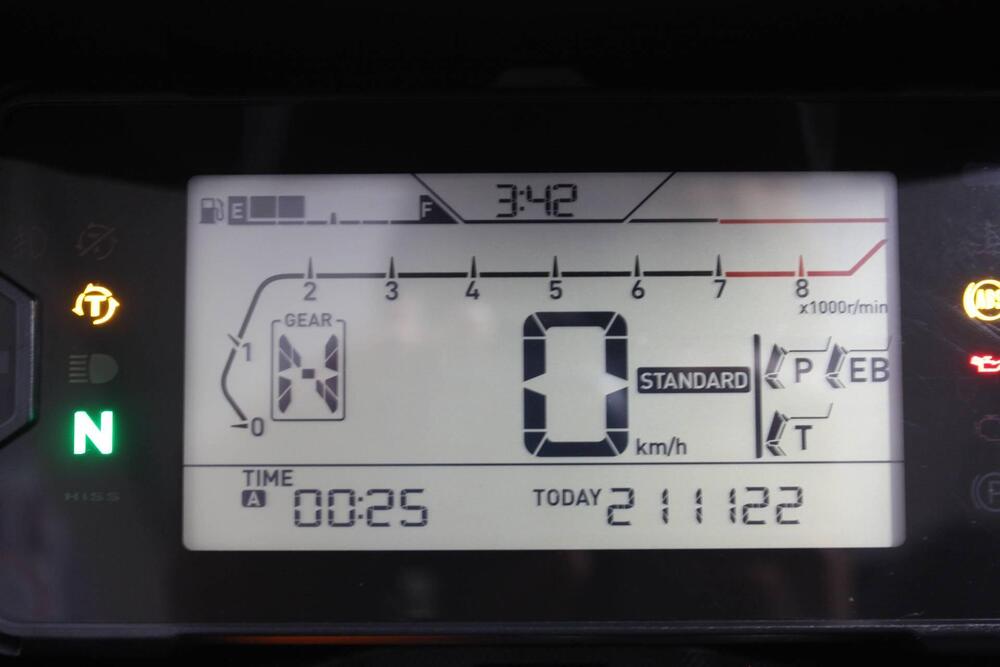 E F 3:42
2 3 4 5 6 7 8
x1000r/min
GEAR
1
N
0
0
km/h
STANDARD
P EB
T
T
ABS
N
HISS
TIME
A 00:25
TODAY 211122